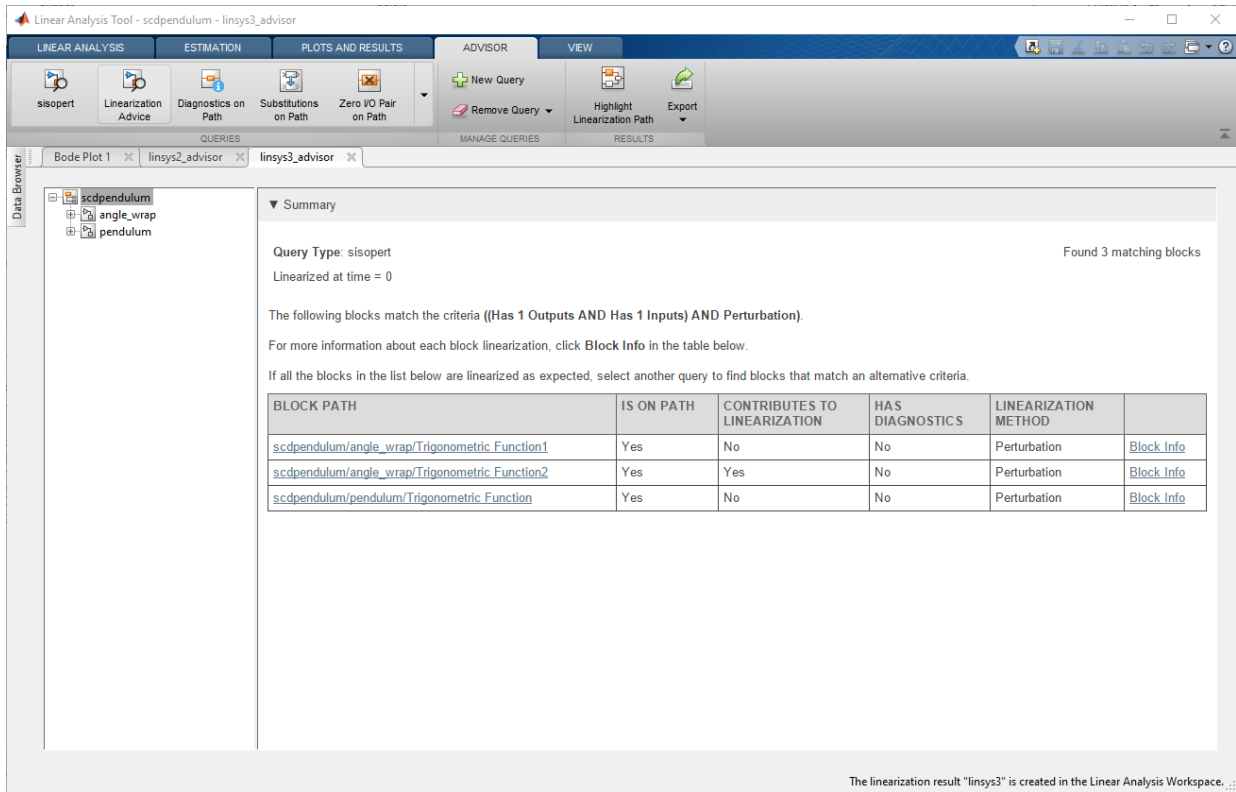 Linear Analysis Tool - scdpendulum - linsys3_advisor
LINEAR ANALYSIS ESTIMATION PLOTS AND RESULTS ADVISOR VIEW
sisopert Linearization Advice Diagnostics on Path Substitutions on Path Zero I/O Pair on Path New Query Remove Query Highlight Linearization Path Export
QUERIES MANAGE QUERIES RESULTS
Data Browser
Bode Plot 1 linsys2_advisor linsys3_advisor
scdpendulum
angle_wrap
pendulum
Summary
Query Type: sisopert Found 3 matching blocks
Linearized at time = 0
The following blocks match the criteria ((Has 1 Outputs AND Has 1 Inputs) AND Perturbation).
For more information about each block linearization, click Block Info in the table below.
If all the blocks in the list below are linearized as expected, select another query to find blocks that match an alternative criteria.
BLOCK PATH IS ON PATH CONTRIBUTES TO LINEARIZATION HAS DIAGNOSTICS LINEARIZATION METHOD
scdpendulum/angle_wrap/Trigonometric Function1 Yes No No Perturbation Block Info
scdpendulum/angle_wrap/Trigonometric Function2 Yes Yes No Perturbation Block Info
scdpendulum/pendulum/Trigonometric Function Yes No No Perturbation Block Info
The linearization result "linsys3" is created in the Linear Analysis Workspace.